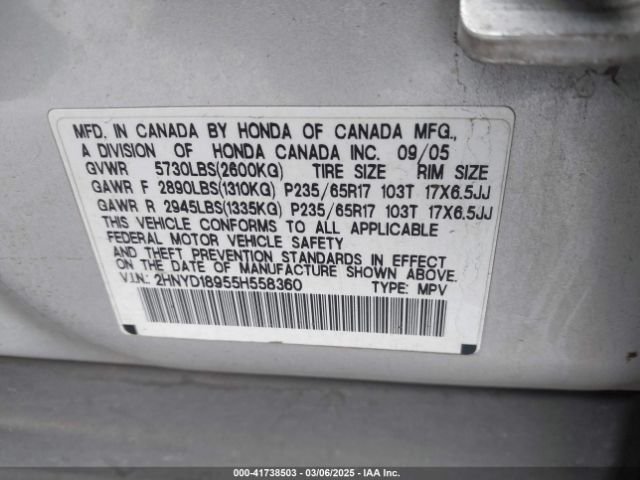 MFD. IN CANADA BY HONDA OF CANADA MFG.,
A DIVISION OF HONDA CANADA INC. 09/05
GVWR 5730LBS(2600KG) TIRE SIZE RIM SIZE
GAWR F 2890LBS(1310KG) P235/65R17 103T 17X6.5JJ
GAWR R 2945LBS(1335KG) P235/65R17 103T 17X6.5JJ
THIS VEHICLE CONFORMS TO ALL APPLICABLE
FEDERAL MOTOR VEHICLE SAFETY
AND THEFT PREVENTION STANDARDS IN EFFECT
ON THE DATE OF MANUFACTURE SHOWN ABOVE.
V.I.N.: 2HNYD18955H558360 TYPE: MPV
000-41738503 - 03/06/2025 - IAA Inc.